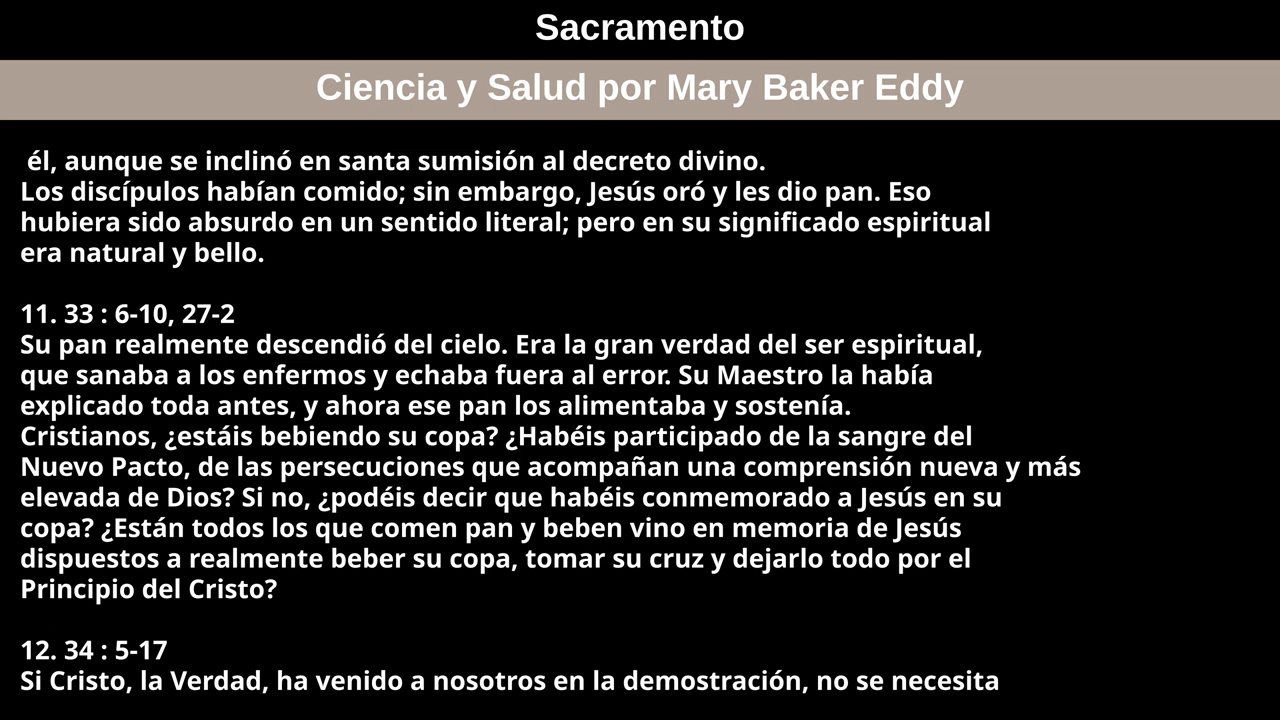 Sacramento
Ciencia y Salud por Mary Baker Eddy
él, aunque se inclinó en santa sumisión al decreto divino.
Los discípulos habían comido; sin embargo, Jesús oró y les dio pan. Eso
hubiera sido absurdo en un sentido literal; pero en su significado espiritual
era natural y bello.
11. 33 : 6-10, 27-2
Su pan realmente descendió del cielo. Era la gran verdad del ser espiritual,
que sanaba a los enfermos y echaba fuera al error. Su Maestro la había
explicado toda antes, y ahora ese pan los alimentaba y sostenía.
Cristianos, ¿estáis bebiendo su copa? ¿Habéis participado de la sangre del
Nuevo Pacto, de las persecuciones que acompañan una comprensión nueva y más
elevada de Dios? Si no, ¿podéis decir que habéis conmemorado a Jesús en su
copa? ¿Están todos los que comen pan y beben vino en memoria de Jesús
dispuestos a realmente beber su copa, tomar su cruz y dejarlo todo por el
Principio del Cristo?
12. 34 : 5-17
Si Cristo, la Verdad, ha venido a nosotros en la demostración, no se necesita